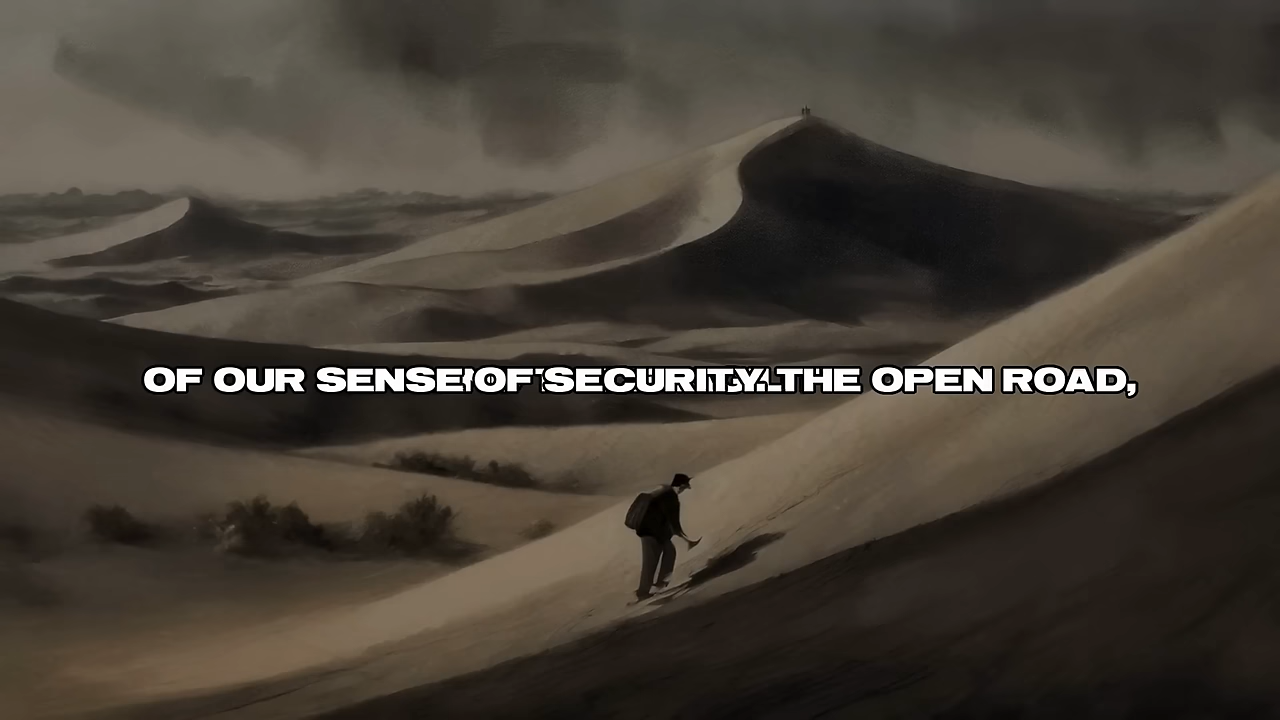 OF OUR SENSE OF SECURITY. THE OPEN ROAD,